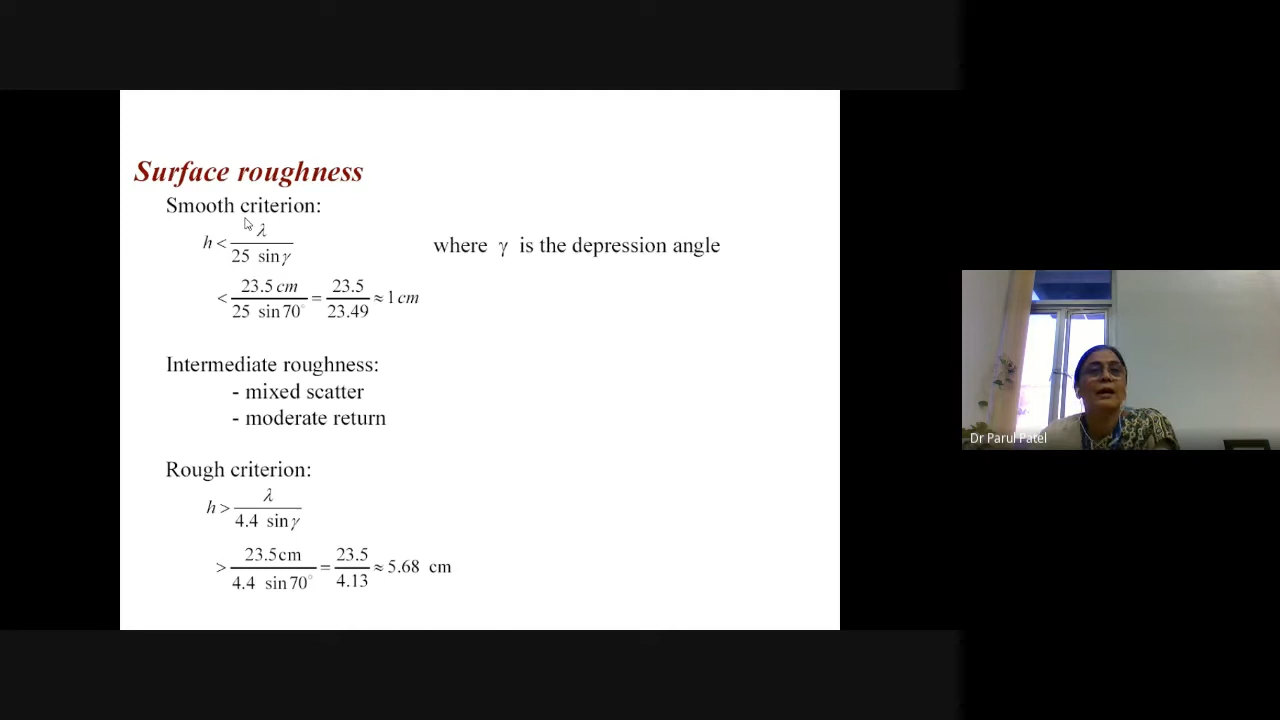 Surface roughness
Smooth criterion:
h < λ / 25 sin γ
where γ is the depression angle
< 23.5 cm / 25 sin 70° = 23.5 / 23.49 ≈ 1 cm
Intermediate roughness:
- mixed scatter
- moderate return
Rough criterion:
h > λ / 4.4 sin γ
> 23.5 cm / 4.4 sin 70° = 23.5 / 4.13 ≈ 5.68 cm
Dr Parul Patel